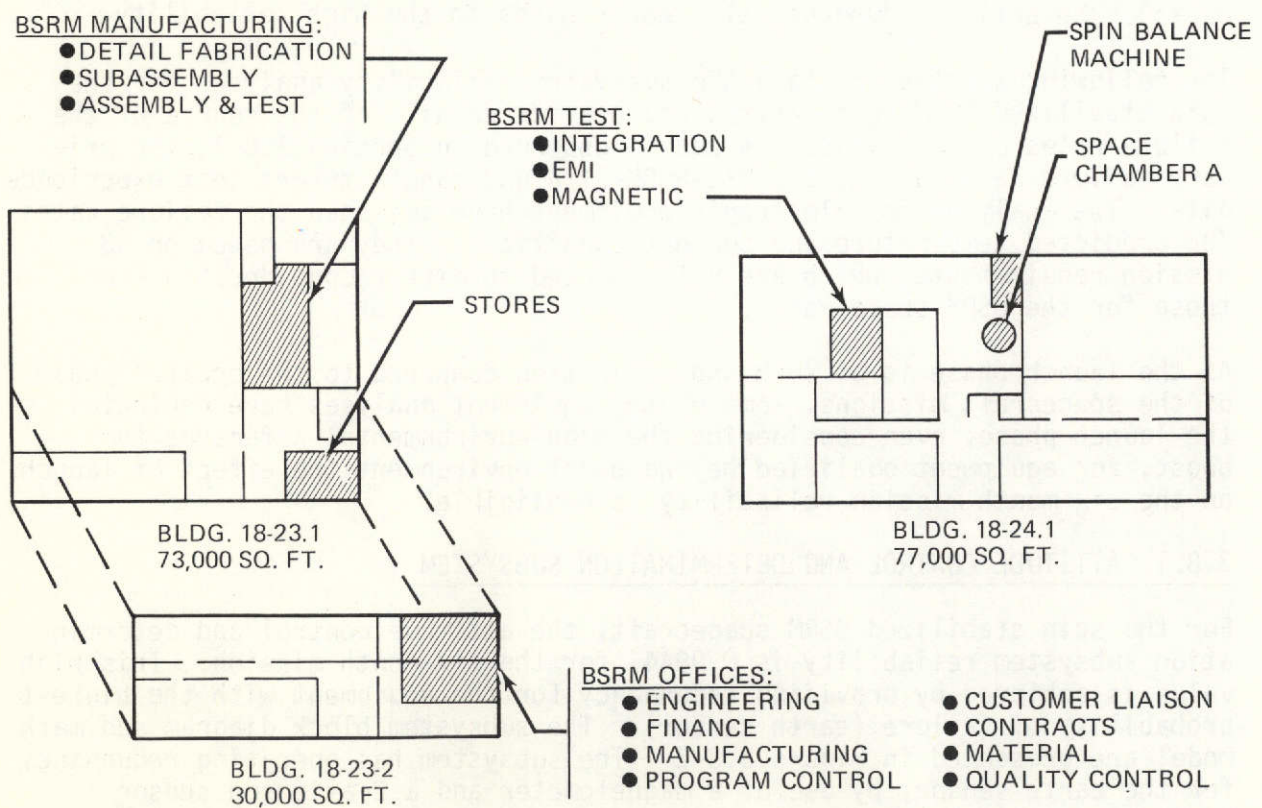 BSRM MANUFACTURING:
● DETAIL FABRICATION
● SUBASSEMBLY
● ASSEMBLY & TEST
BSRM TEST:
● INTEGRATION
● EMI
● MAGNETIC
SPIN BALANCE
MACHINE
SPACE
CHAMBER A
STORES
BLDG. 18-23.1
73,000 SQ. FT.
BLDG. 18-24.1
77,000 SQ. FT
BLDG. 18-23-2
30,000 SQ. FT.
BSRM OFFICES:
● ENGINEERING
● FINANCE
● MANUFACTURING
● PROGRAM CONTROL
● CUSTOMER LIAISON
● CONTRACTS
● MATERIAL
● QUALITY CONTROL